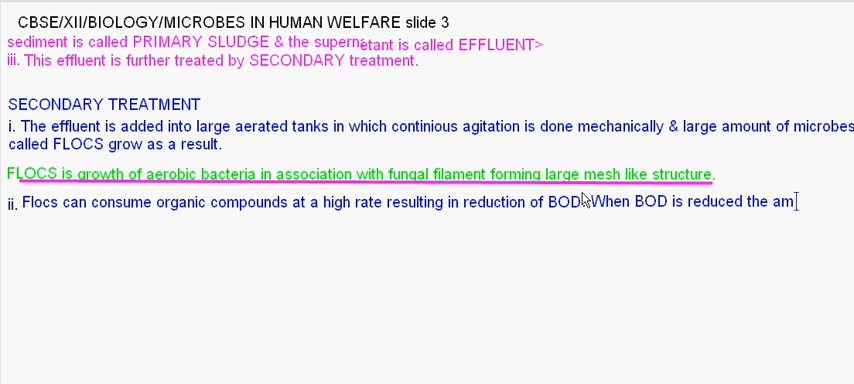 CBSE/XII/BIOLOGY/MICROBES IN HUMAN WELFARE slide 3
sediment is called PRIMARY SLUDGE & the supernetant is called EFFLUENT>
iii. This effluent is further treated by SECONDARY treatment.
SECONDARY TREATMENT
i. The effluent is added into large aerated tanks in which continious agitation is done mechanically & large amount of microbes
called FLOCS grow as a result.
FLOCS is growth of aerobic bacteria in association with fungal filament forming large mesh like structure.
ii. Flocs can consume organic compounds at a high rate resulting in reduction of BOD. When BOD is reduced the am